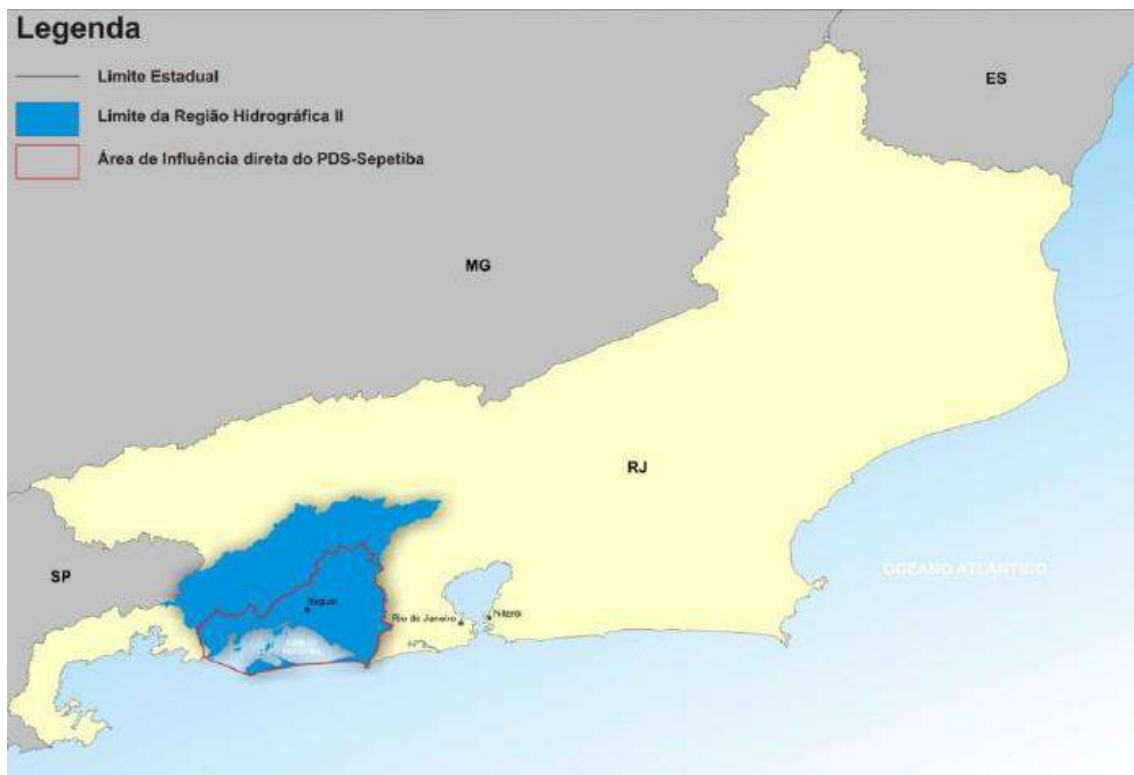 Legenda
Limite Estadual
Limite da Região Hidrográfica II
Área de Influência direta do PDS-Sepetiba
ES
MG
RJ
SP
OCEANO ATLÂNTICO
Itaguaí
Rio de Janeiro
Niterói